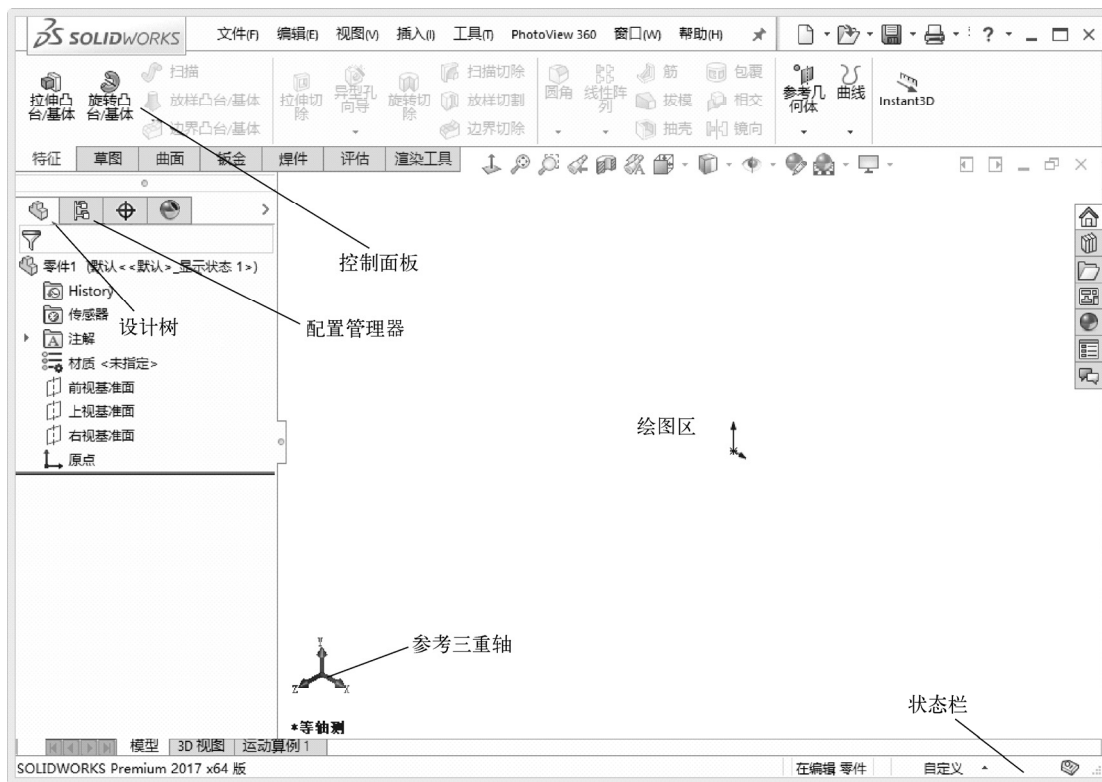 SOLIDWORKS 文件(F) 编辑(E) 视图(V) 插入(I) 工具(T) PhotoView 360 窗口(W) 帮助(H)
拉伸凸台/基体
旋转凸台/基体
扫描
放样凸台/基体
边界凸台/基体
拉伸切除
异型孔向导
旋转切除
扫描切除
放样切割
边界切除
圆角
线性阵列
筋
拔模
抽壳
包覆
相交
镜向
参考几何体
曲线
Instant3D
特征 草图 曲面 钣金 焊件 评估 渲染工具
控制面板
零件1 (默认<<默认>_显示状态 1>)
History
传感器
设计树
配置管理器
注解
材质 <未指定>
前视基准面
上视基准面
绘图区
右视基准面
原点
Y
参考三重轴
Z X
*等轴测
状态栏
模型 3D 视图 运动算例 1
SOLIDWORKS Premium 2017 x64 版 在编辑 零件 自定义